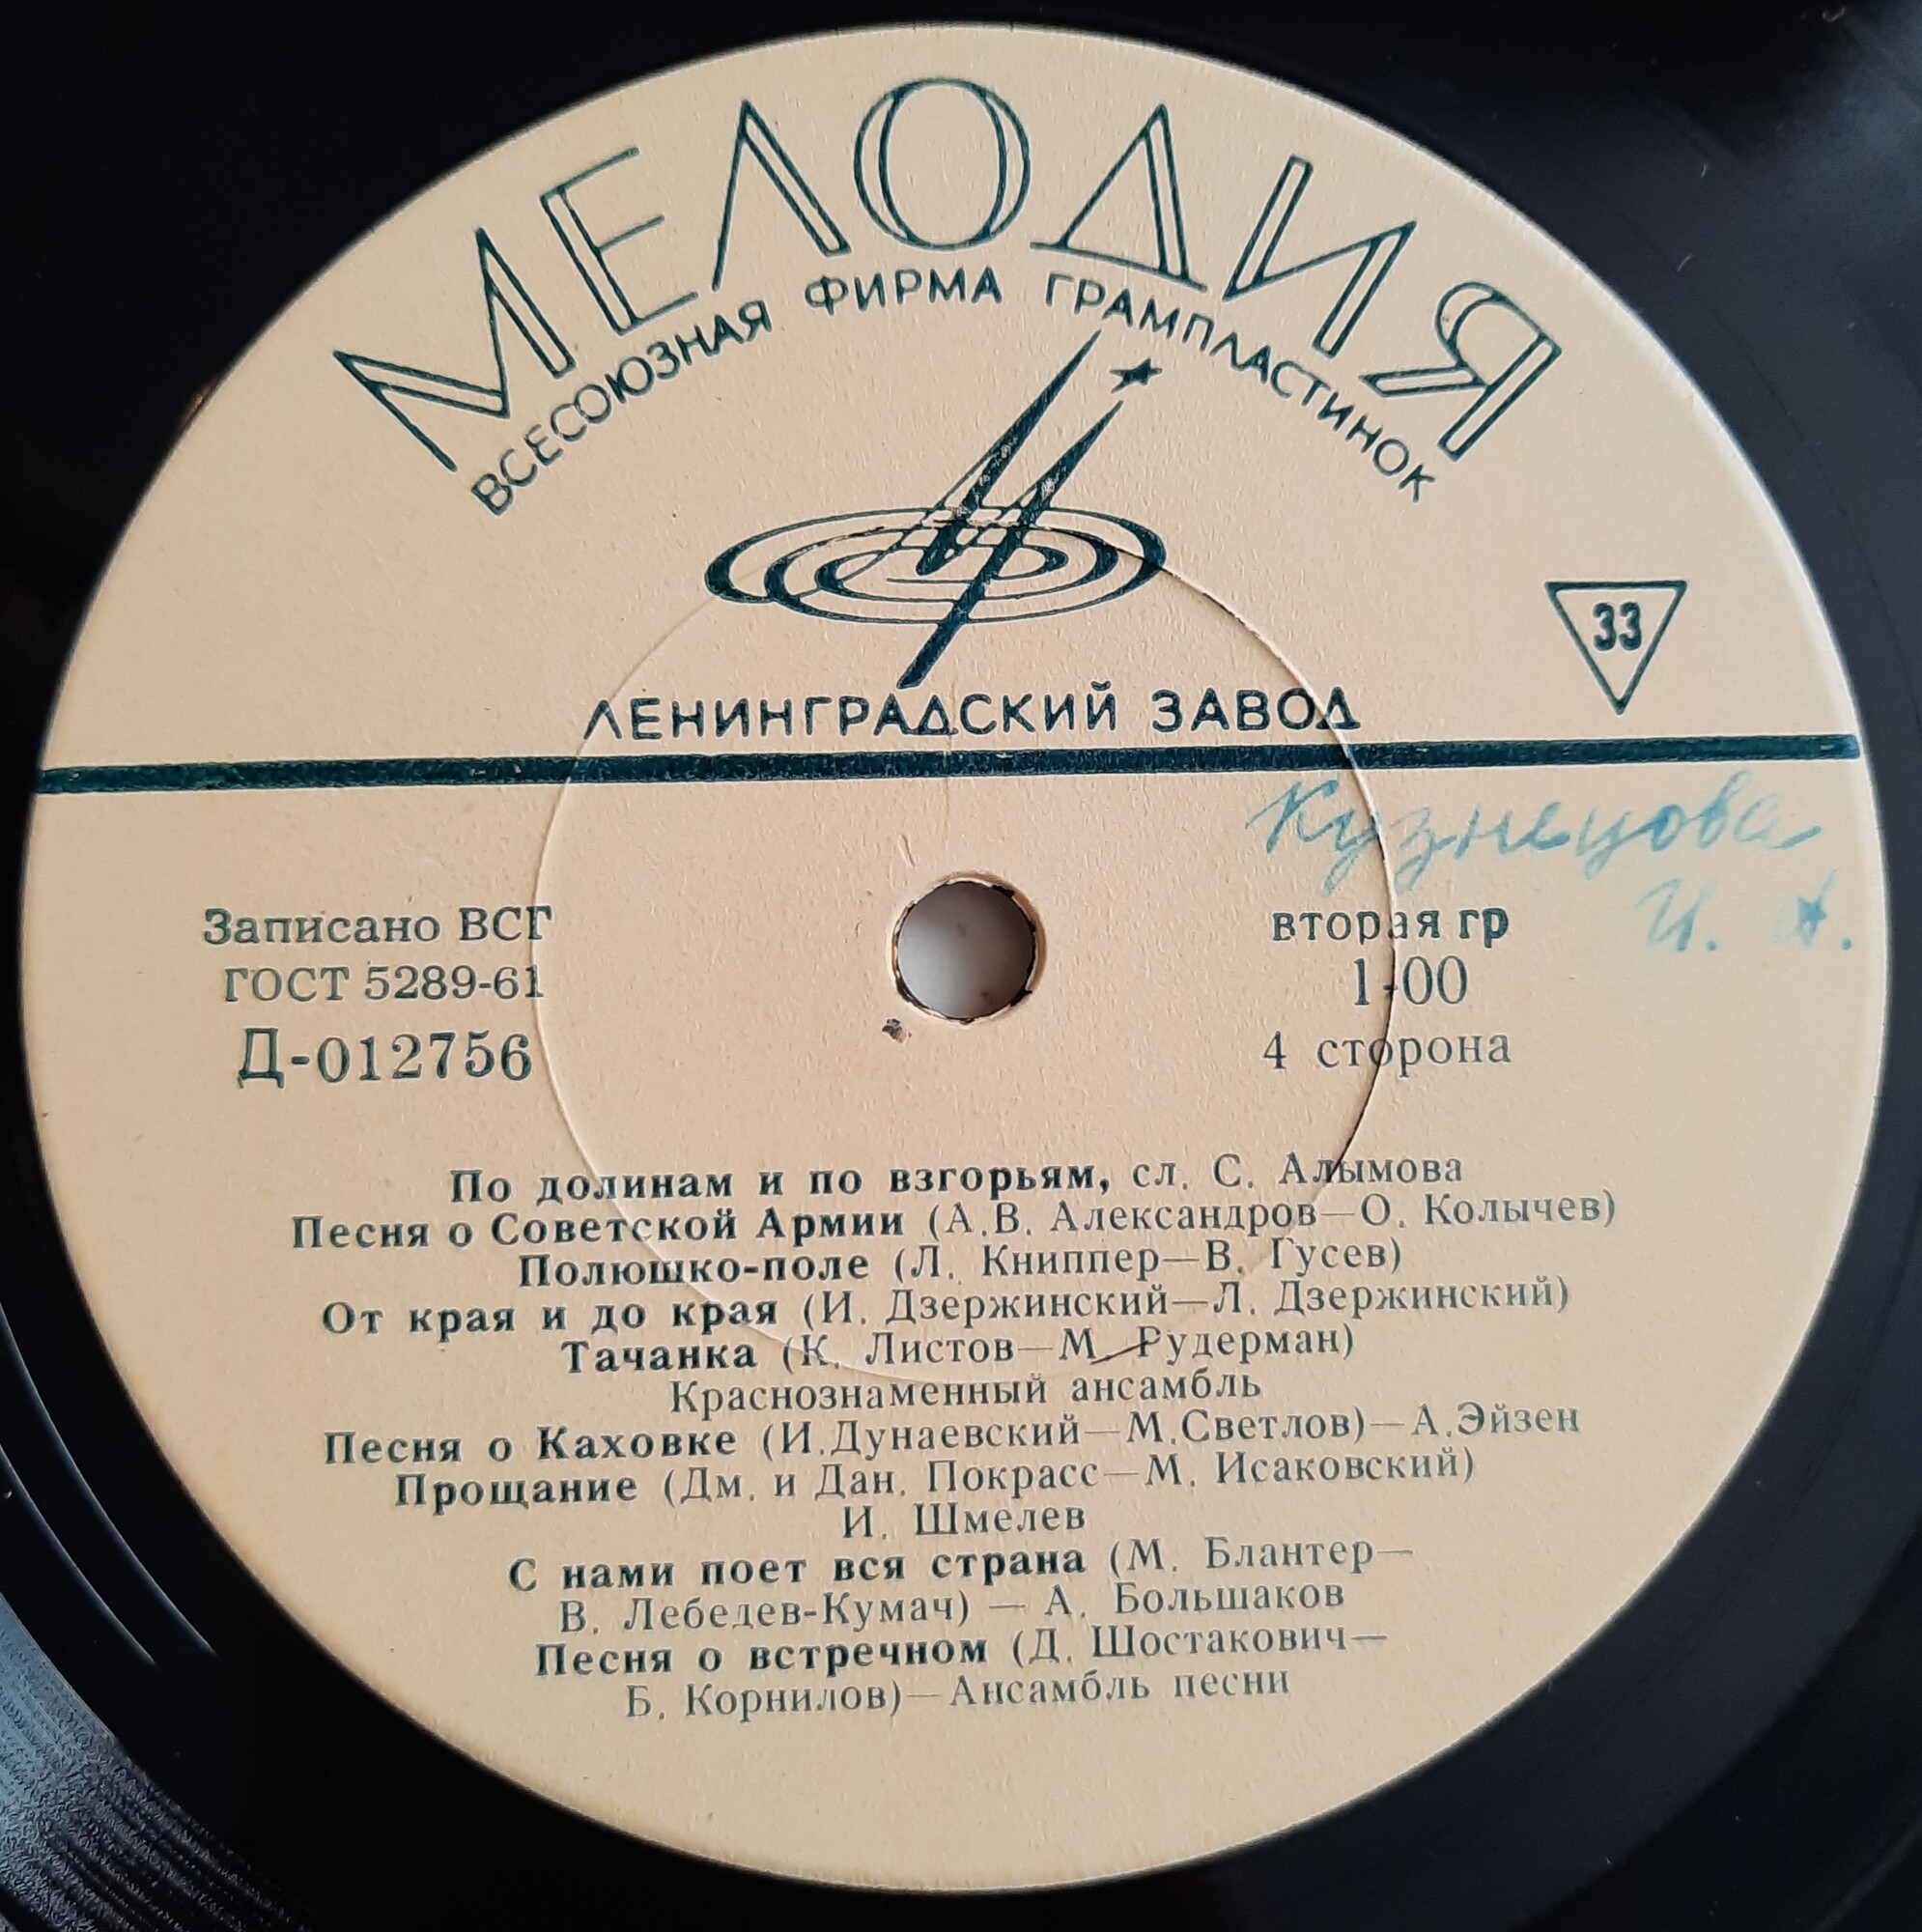 МЕЛОДИЯ
ВСЕСОЮЗНАЯ ФИРМА ГРАМПЛАСТИНОК
33
ЛЕНИНГРАДСКИЙ ЗАВОД
Кузнецова
И. А.
Записано ВСГ
ГОСТ 5289-61
Д-012756
вторая гр
1-00
4 сторона
По долинам и по взгорьям, сл. С. Алымова
Песня о Советской Армии (А.В. Александров—О. Колычев)
Полюшко-поле (Л. Книппер—В. Гусев)
От края и до края (И. Дзержинский—Л. Дзержинский)
Тачанка (К. Листов—М. Рудерман)
Краснознаменный ансамбль
Песня о Каховке (И.Дунаевский—М.Светлов)—А.Эйзен
Прощание (Дм. и Дан. Покрасс—М. Исаковский)
И. Шмелев
С нами поет вся страна (М. Блантер—
В. Лебедев-Кумач) — А. Большаков
Песня о встречном (Д. Шостакович—
Б. Корнилов)—Ансамбль песни